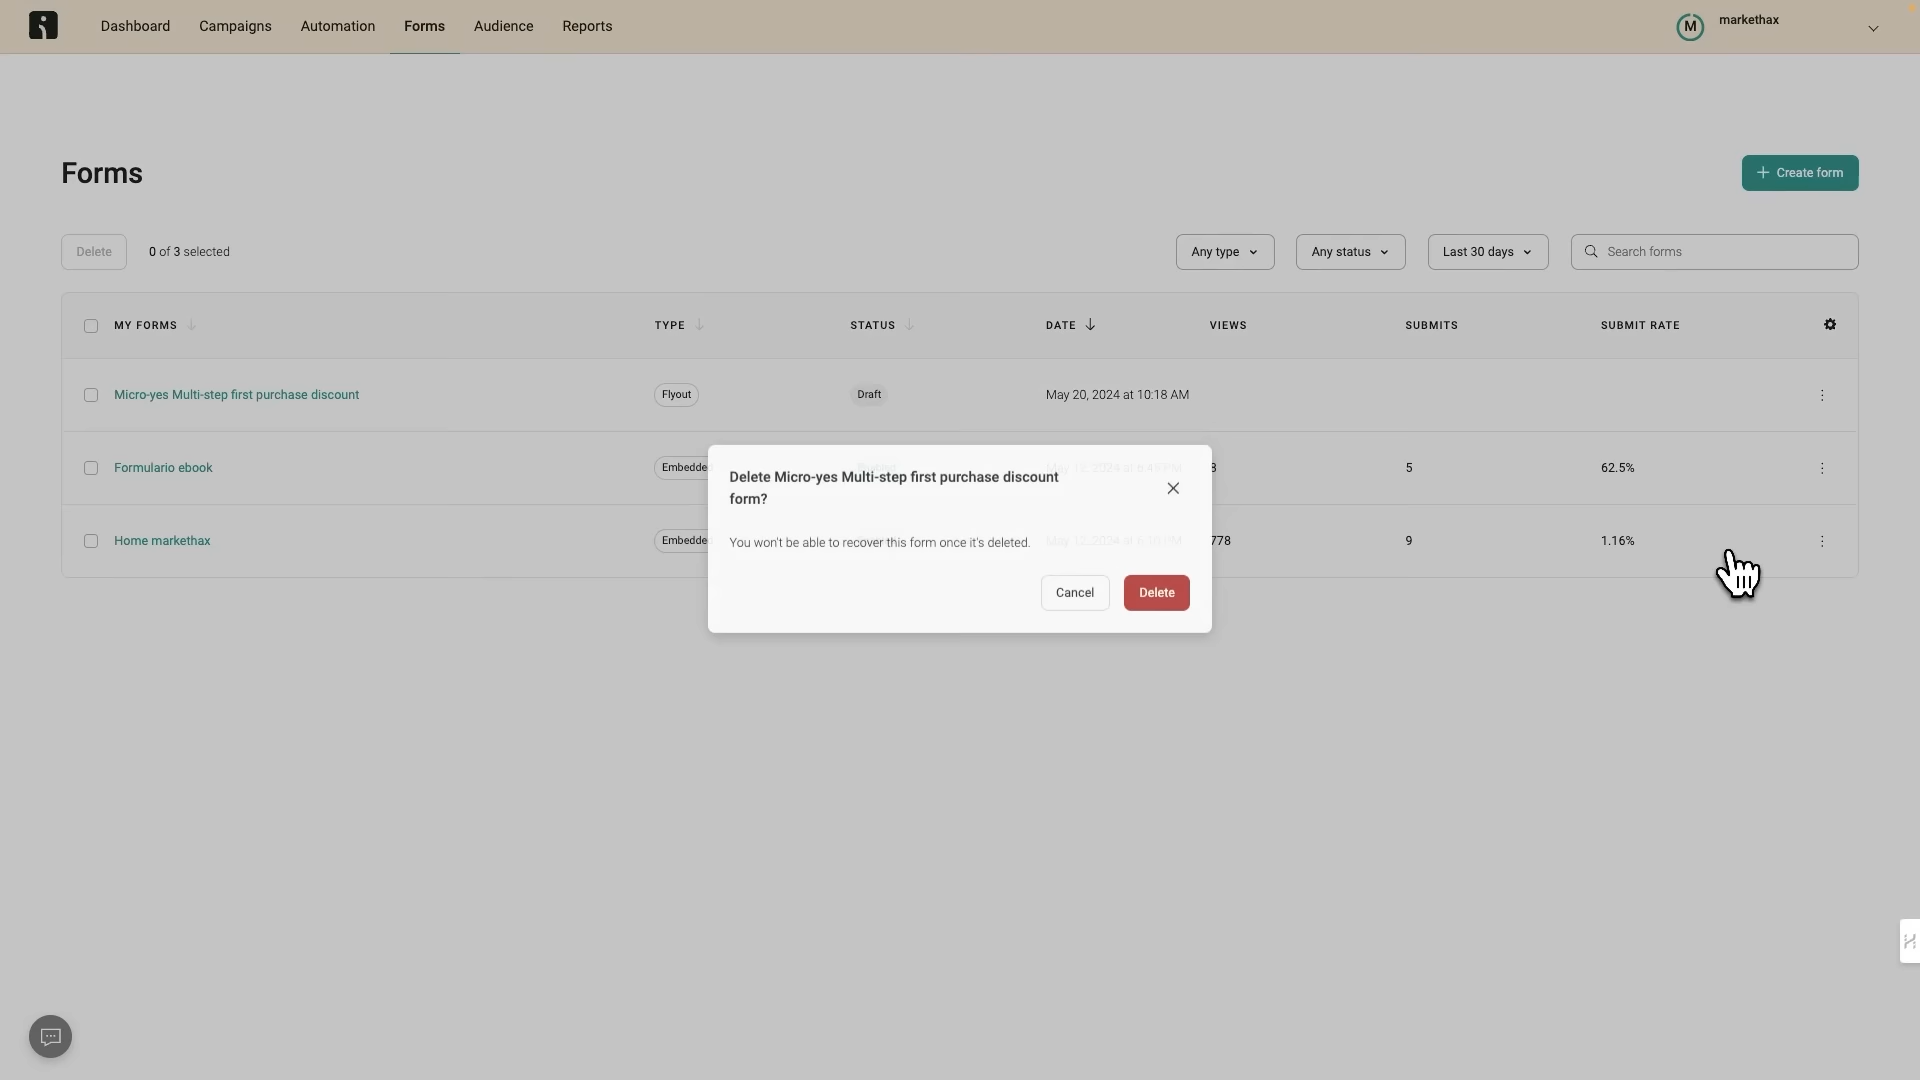 Dashboard Campaigns Automation Forms Audience Reports M markethax
Forms
+ Create form
Delete 0 of 3 selected Any type Any status Last 30 days Search forms
MY FORMS TYPE STATUS DATE VIEWS SUBMITS SUBMIT RATE
Micro-yes Multi-step first purchase discount Flyout Draft May 20, 2024 at 10:18 AM
Formulario ebook Embedded 8 5 62.5%
Home markethax Embedded 778 9 1.16%
Delete Micro-yes Multi-step first purchase discount
form?
You won't be able to recover this form once it's deleted.
Cancel Delete